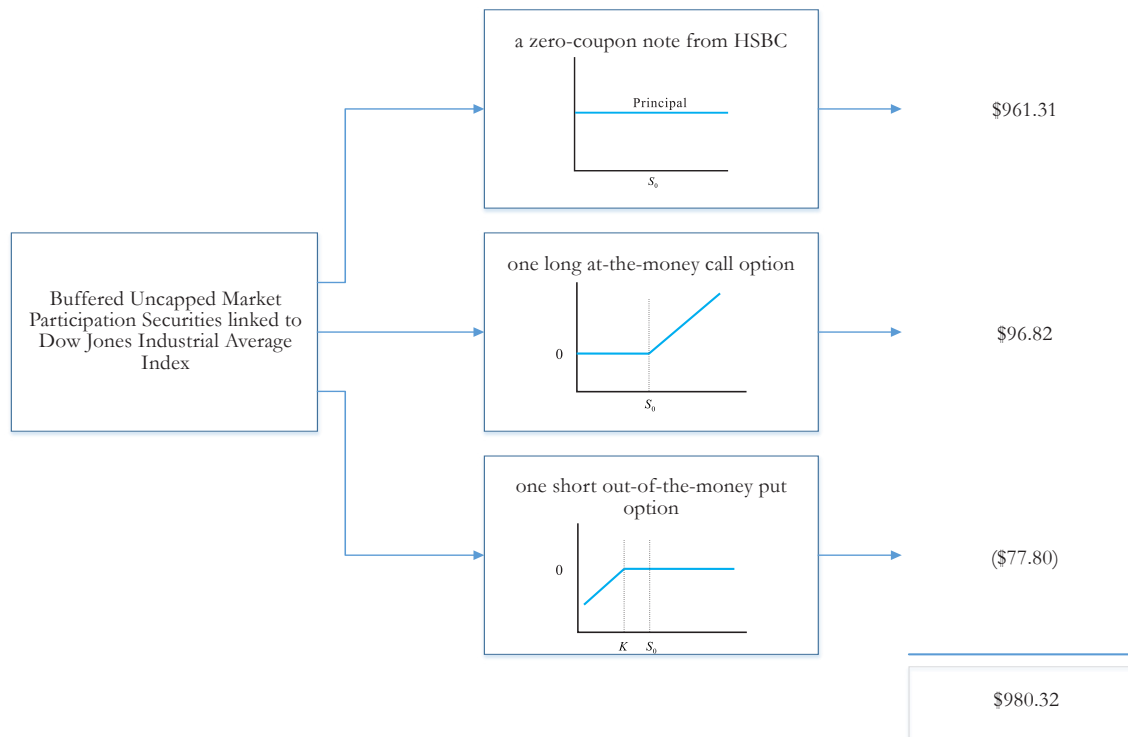 a zero-coupon note from HSBC
Principal
S₀
$961.31
Buffered Uncapped Market
Participation Securities linked to
Dow Jones Industrial Average
Index
one long at-the-money call option
0
S₀
$96.82
one short out-of-the-money put
option
0
K S₀
($77.80)
$980.32